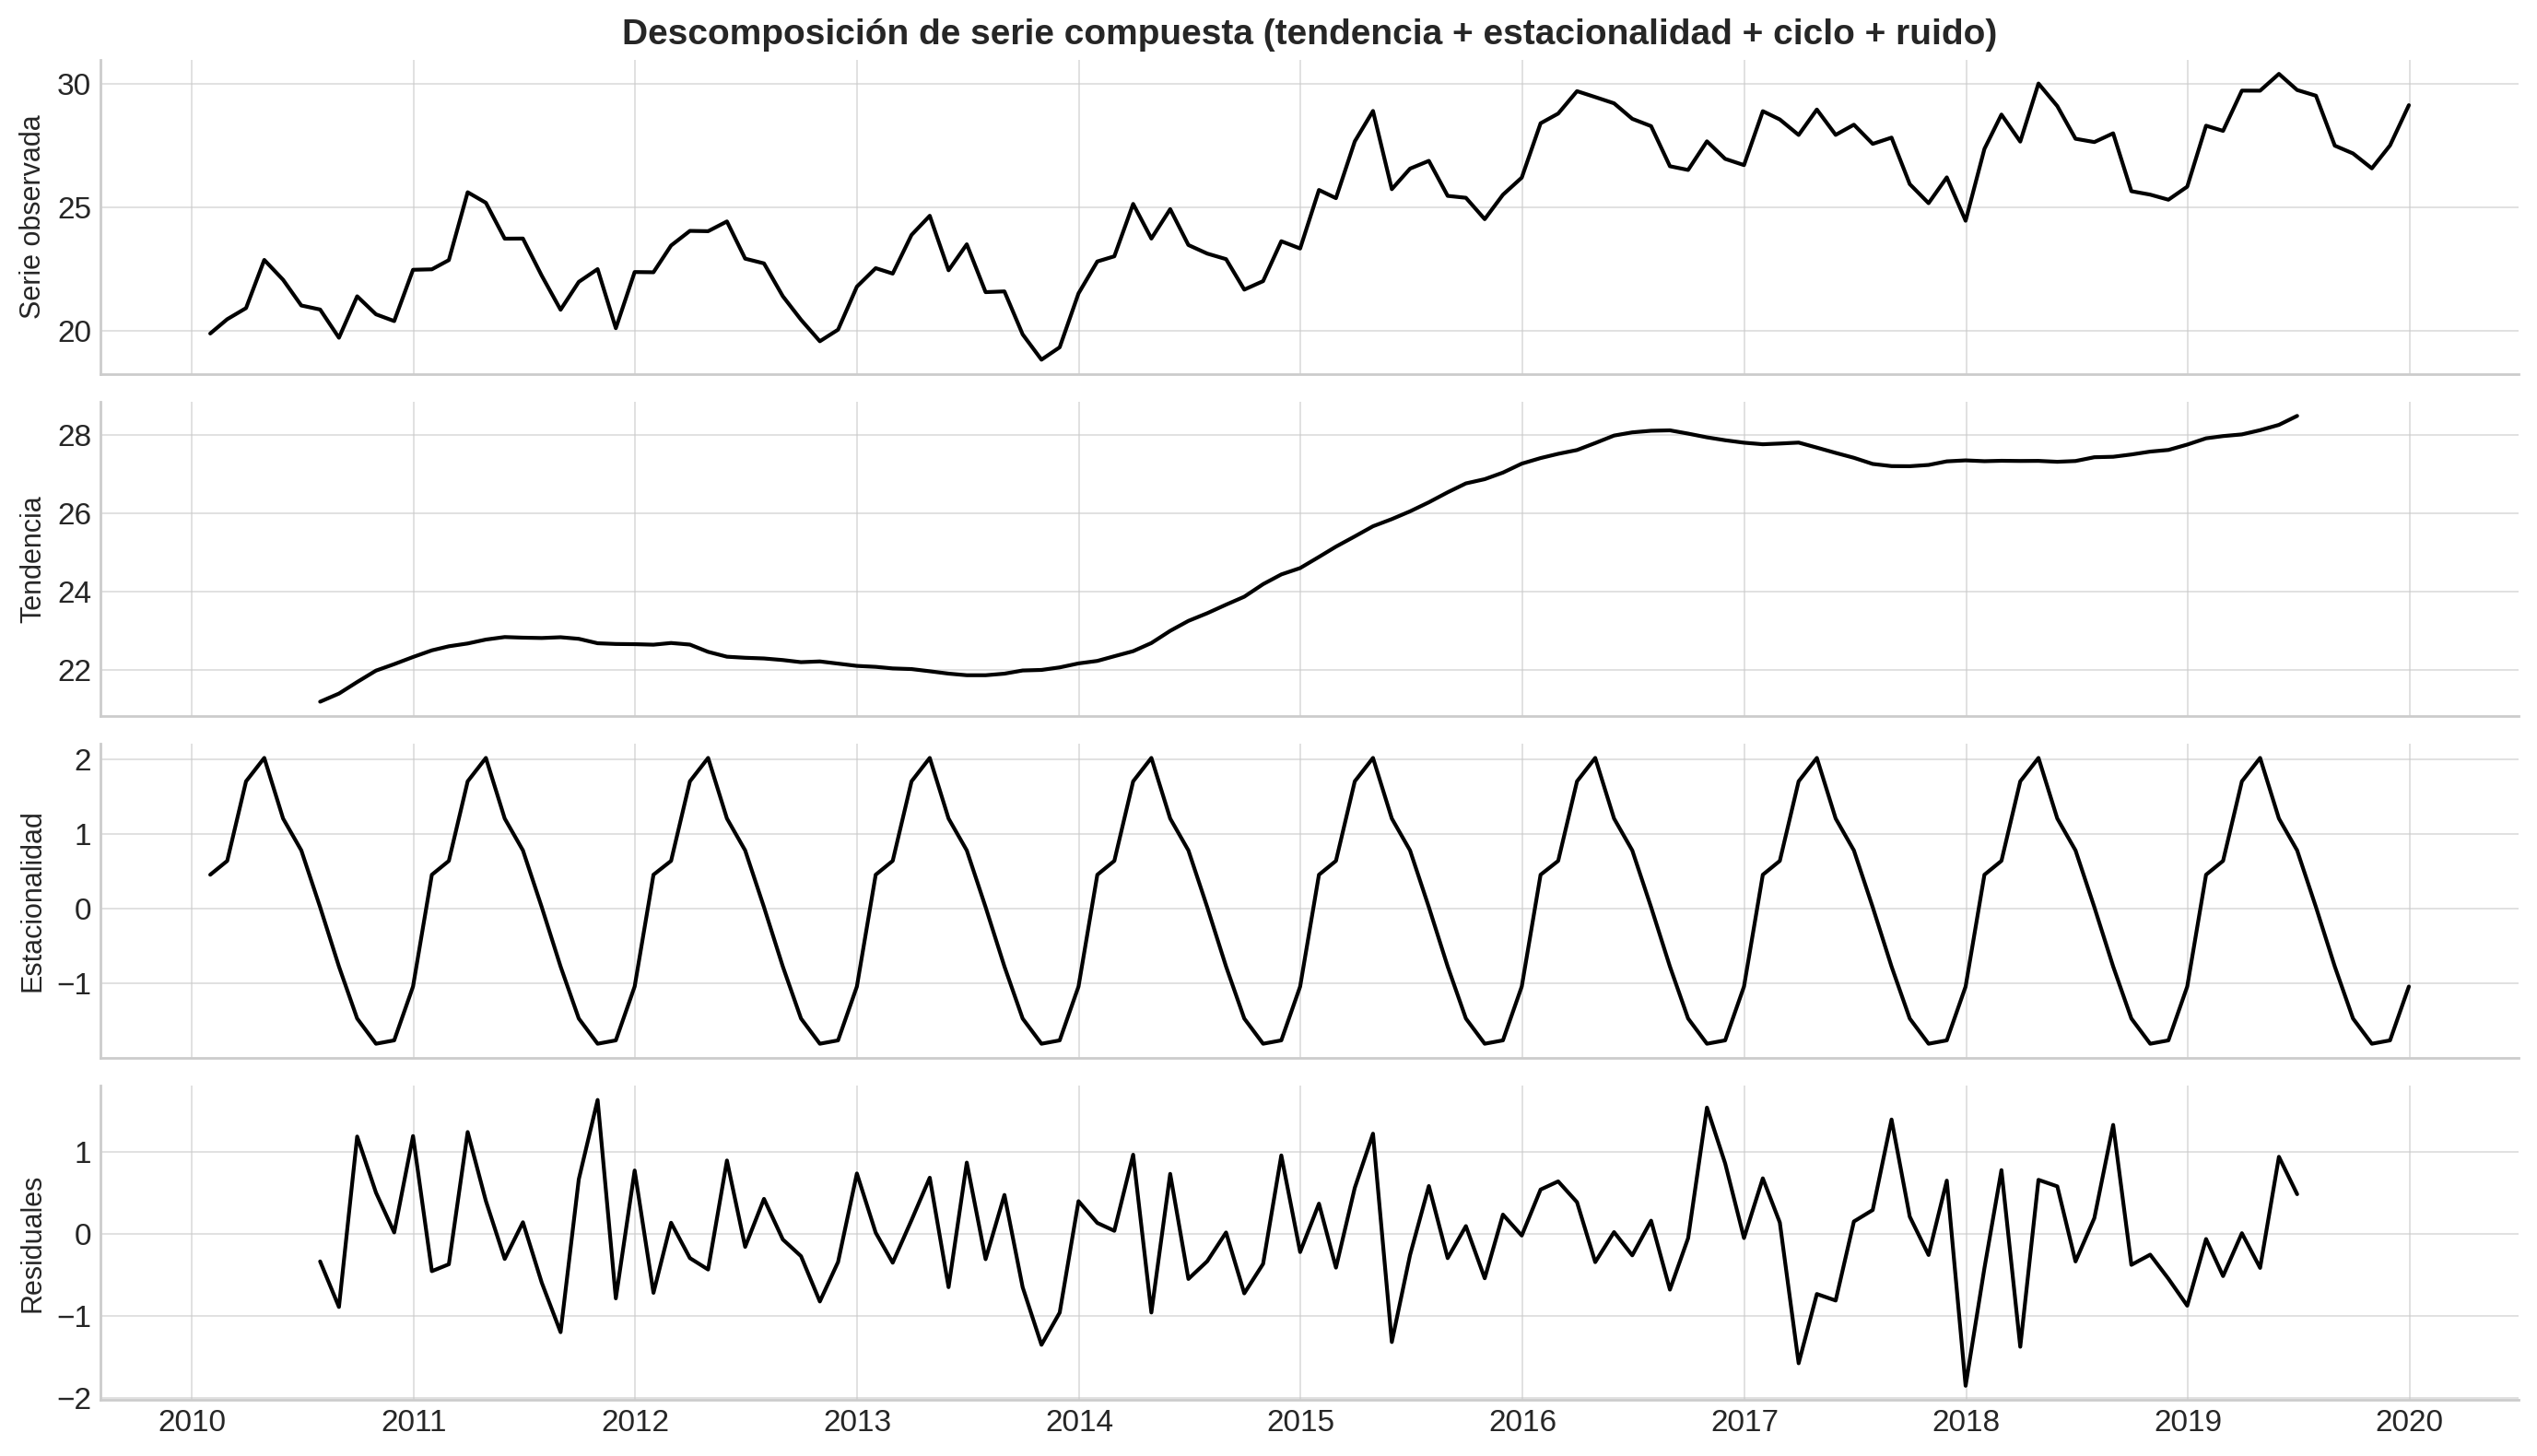 Descomposición de serie compuesta (tendencia + estacionalidad + ciclo + ruido)
Serie observada
30
25
20
Tendencia
28
26
24
22
Estacionalidad
2
1
0
−1
Residuales
1
0
−1
−2
2010 2011 2012 2013 2014 2015 2016 2017 2018 2019 2020